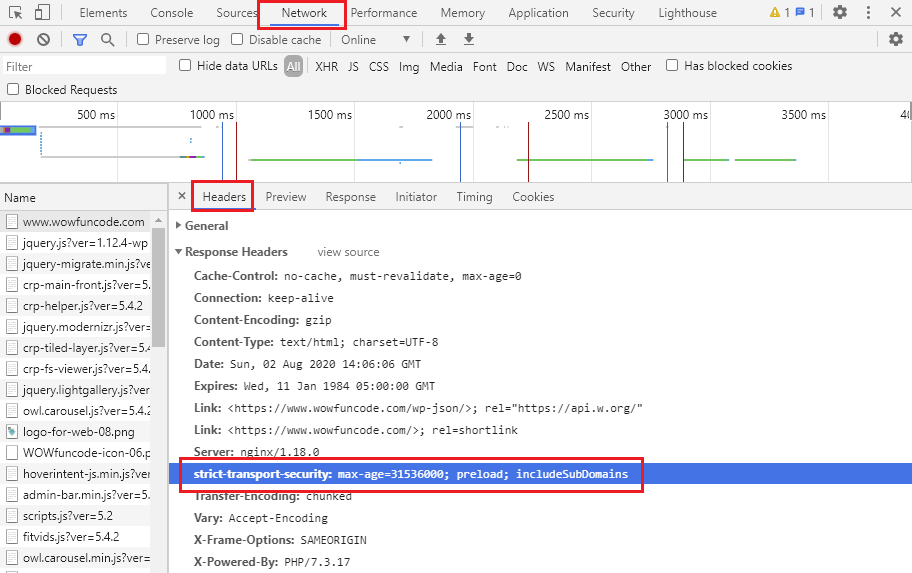 Elements Console Sources Network Performance Memory Application Security Lighthouse 1 1
Preserve log Disable cache Online
Filter Hide data URLs All XHR JS CSS Img Media Font Doc WS Manifest Other Has blocked cookies
Blocked Requests
500 ms 1000 ms 1500 ms 2000 ms 2500 ms 3000 ms 3500 ms 40
Name
www.wowfuncode.com
jquery.js?ver=1.12.4-wp
jquery-migrate.min.js?ve
crp-main-front.js?ver=5.
crp-helper.js?ver=5.4.2
jquery.modernizr.js?ver=
crp-tiled-layer.js?ver=5.4
crp-fs-viewer.js?ver=5.4.
jquery.lightgallery.js?ver
owl.carousel.js?ver=5.4.2
logo-for-web-08.png
WOWfuncode-icon-06.p
hoverintent-js.min.js?ve
admin-bar.min.js?ver=5.
scripts.js?ver=5.2
fitvids.js?ver=5.4.2
owl.carousel.min.js?ver=
Headers Preview Response Initiator Timing Cookies
General
Response Headers view source
Cache-Control: no-cache, must-revalidate, max-age=0
Connection: keep-alive
Content-Encoding: gzip
Content-Type: text/html; charset=UTF-8
Date: Sun, 02 Aug 2020 14:06:06 GMT
Expires: Wed, 11 Jan 1984 05:00:00 GMT
Link: <https://www.wowfuncode.com/wp-json/>; rel="https://api.w.org/"
Link: <https://www.wowfuncode.com/>; rel=shortlink
Server: nginx/1.18.0
strict-transport-security: max-age=31536000; preload; includeSubDomains
Transfer-Encoding: chunked
Vary: Accept-Encoding
X-Frame-Options: SAMEORIGIN
X-Powered-By: PHP/7.3.17